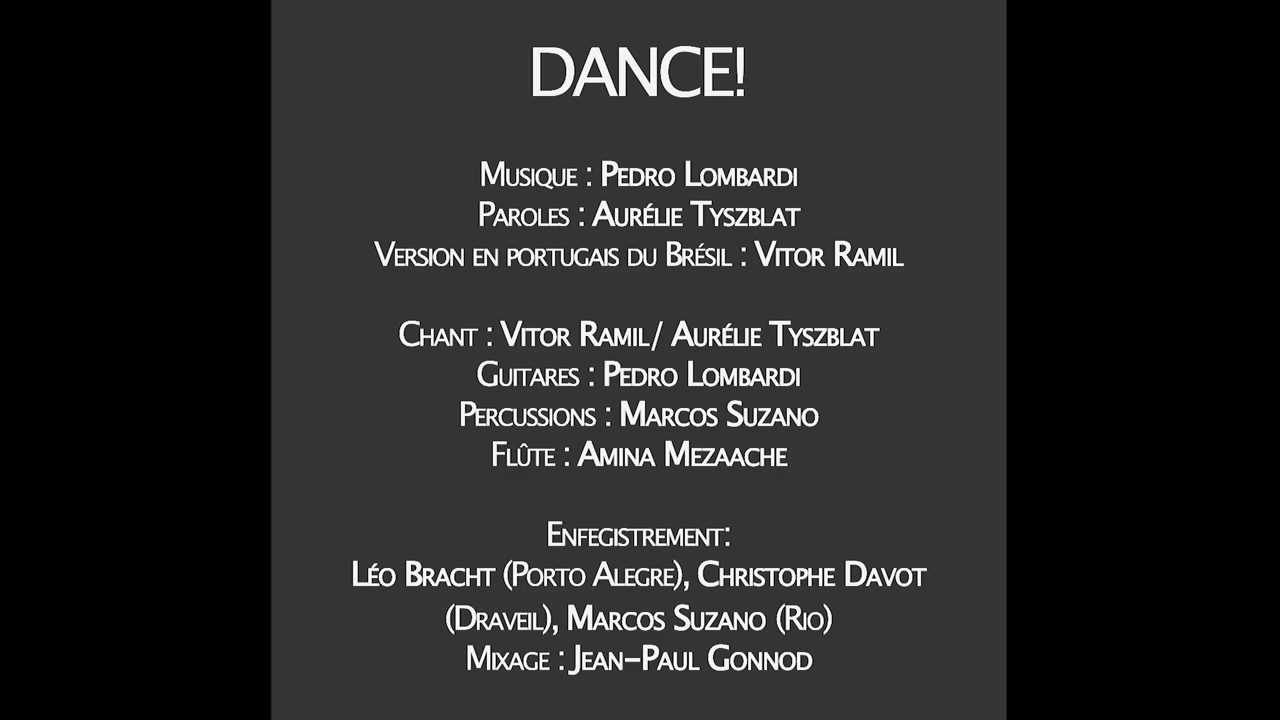 DANCE!
Musique : Pedro Lombardi
Paroles : Aurélie Tyszblat
Version en portugais du Brésil : Vitor Ramil
Chant : Vitor Ramil/ Aurélie Tyszblat
Guitares : Pedro Lombardi
Percussions : Marcos Suzano
Flûte : Amina Mezaache
Enfegistrement:
Léo Bracht (Porto Alegre), Christophe Davot
(Draveil), Marcos Suzano (Rio)
Mixage : Jean-Paul Gonnod